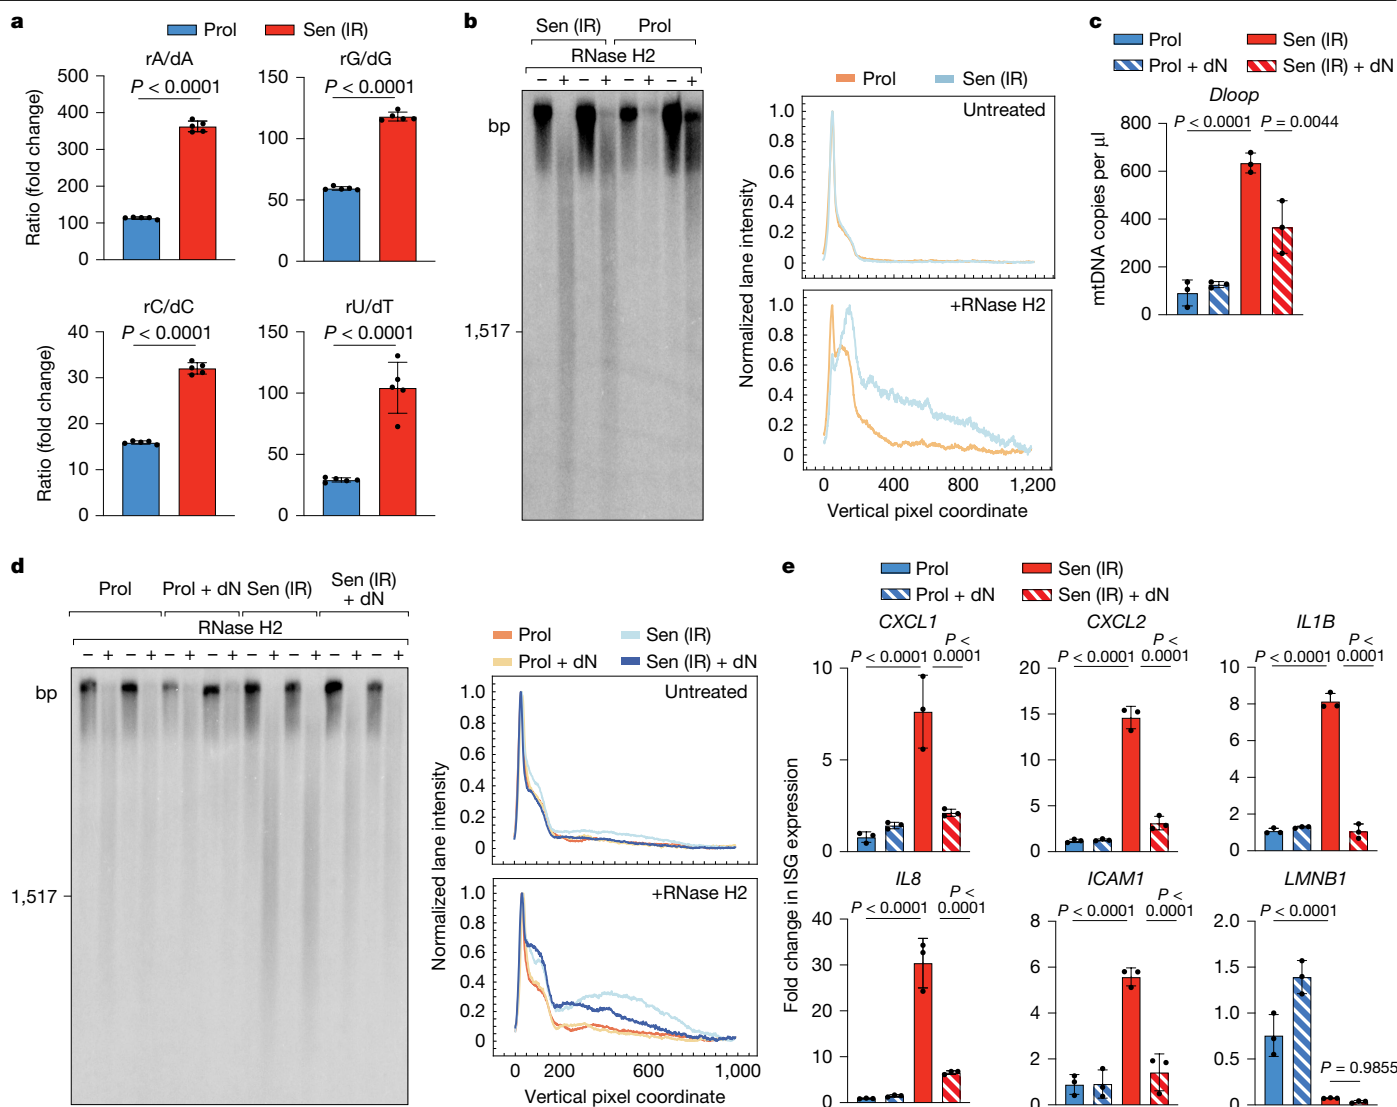 a
Prol
Sen (IR)
rA/dA
rG/dG
P < 0.0001
P < 0.0001
Ratio (fold change)
500
400
300
200
100
0
150
100
50
0
rC/dC
rU/dT
P < 0.0001
P < 0.0001
Ratio (fold change)
40
30
20
10
0
150
100
50
0
b
Sen (IR)
Prol
RNase H2
– + – + – + – +
bp
1,517
Prol
Sen (IR)
Untreated
1.0
0.8
0.6
0.4
0.2
0
+RNase H2
1.0
0.8
0.6
0.4
0.2
0
Normalized lane intensity
0 400 800 1,200
Vertical pixel coordinate
c
Prol
Sen (IR)
Prol + dN
Sen (IR) + dN
Dloop
P < 0.0001
P = 0.0044
mtDNA copies per μl
800
600
400
200
0
d
Prol
Prol + dN
Sen (IR)
Sen (IR)
+ dN
RNase H2
– + – + – + – + – + – + – + – +
bp
1,517
Prol
Sen (IR)
Prol + dN
Sen (IR) + dN
Untreated
1.0
0.8
0.6
0.4
0.2
0
+RNase H2
1.0
0.8
0.6
0.4
0.2
0
Normalized lane intensity
0 200 600 1,000
Vertical pixel coordinate
e
Prol
Sen (IR)
Prol + dN
Sen (IR) + dN
Fold change in ISG expression
CXCL1
P < 0.0001
P <
0.0001
10
5
0
CXCL2
P < 0.0001
P <
0.0001
20
15
10
5
0
IL1B
P < 0.0001
P <
0.0001
10
8
6
4
2
0
IL8
P < 0.0001
P <
0.0001
40
30
20
10
0
ICAM1
P < 0.0001
P <
0.0001
8
6
4
2
0
LMNB1
P < 0.0001
P = 0.9855
2.0
1.5
1.0
0.5
0